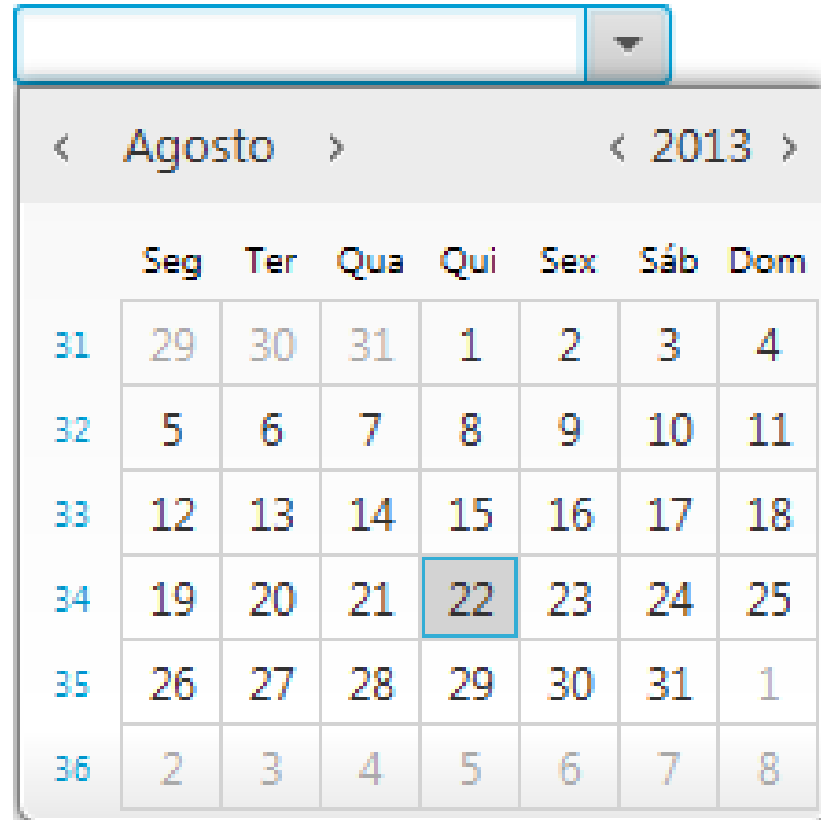 < Agosto > < 2013 >
Seg Ter Qua Qui Sex Sáb Dom
31 29 30 31 1 2 3 4
32 5 6 7 8 9 10 11
33 12 13 14 15 16 17 18
34 19 20 21 22 23 24 25
35 26 27 28 29 30 31 1
36 2 3 4 5 6 7 8